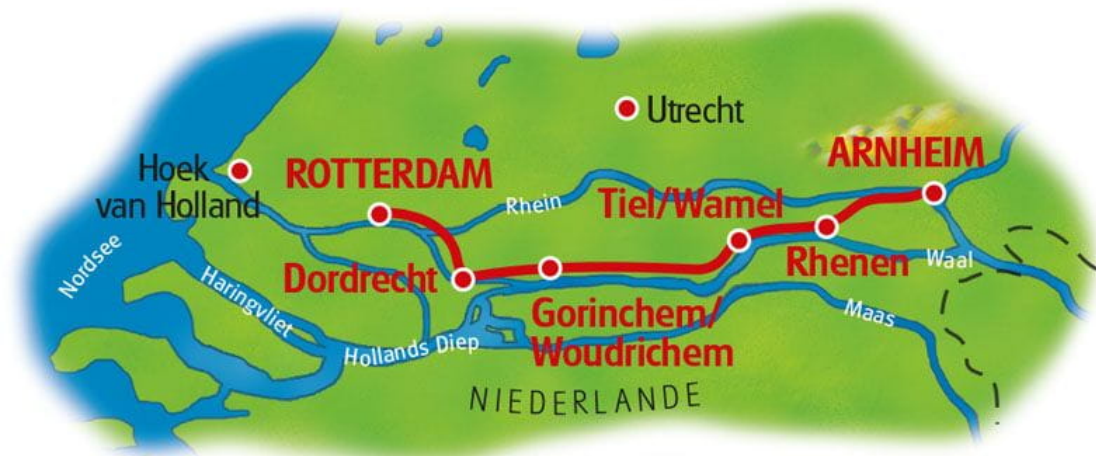 Utrecht
ARNHEIM
Hoek
van Holland
ROTTERDAM
Rhein
Tiel/Wamel
Nordsee
Haringvliet
Dordrecht
Rhenen
Waal
Gorinchem/
Woudrichem
Maas
Hollands Diep
NIEDERLANDE